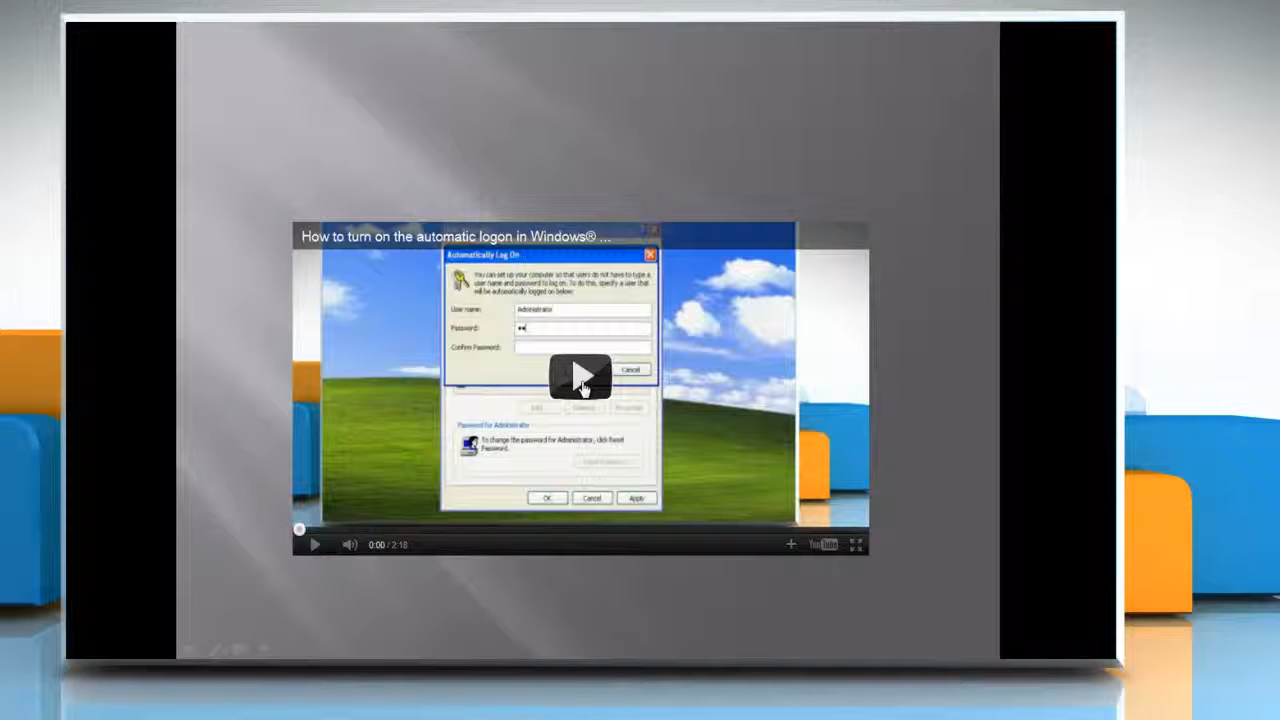 How to turn on the automatic logon in Windows® ...
Automatically Log On
You can set up your computer so that users do not have to type a
user name and password to log on. To do this, specify a user that
will be automatically logged on below:
User name: Administrator
Password:
Confirm Password:
Cancel
Password for Administrator
To change the password for Administrator, click Reset
Password.
OK Cancel Apply
0:00 / 2:18
YouTube